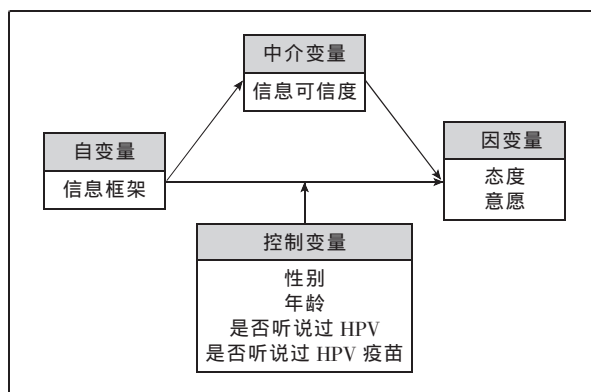 中介变量
信息可信度
自变量
信息框架
因变量
态度
意愿
控制变量
性别
年龄
是否听说过 HPV
是否听说过 HPV 疫苗